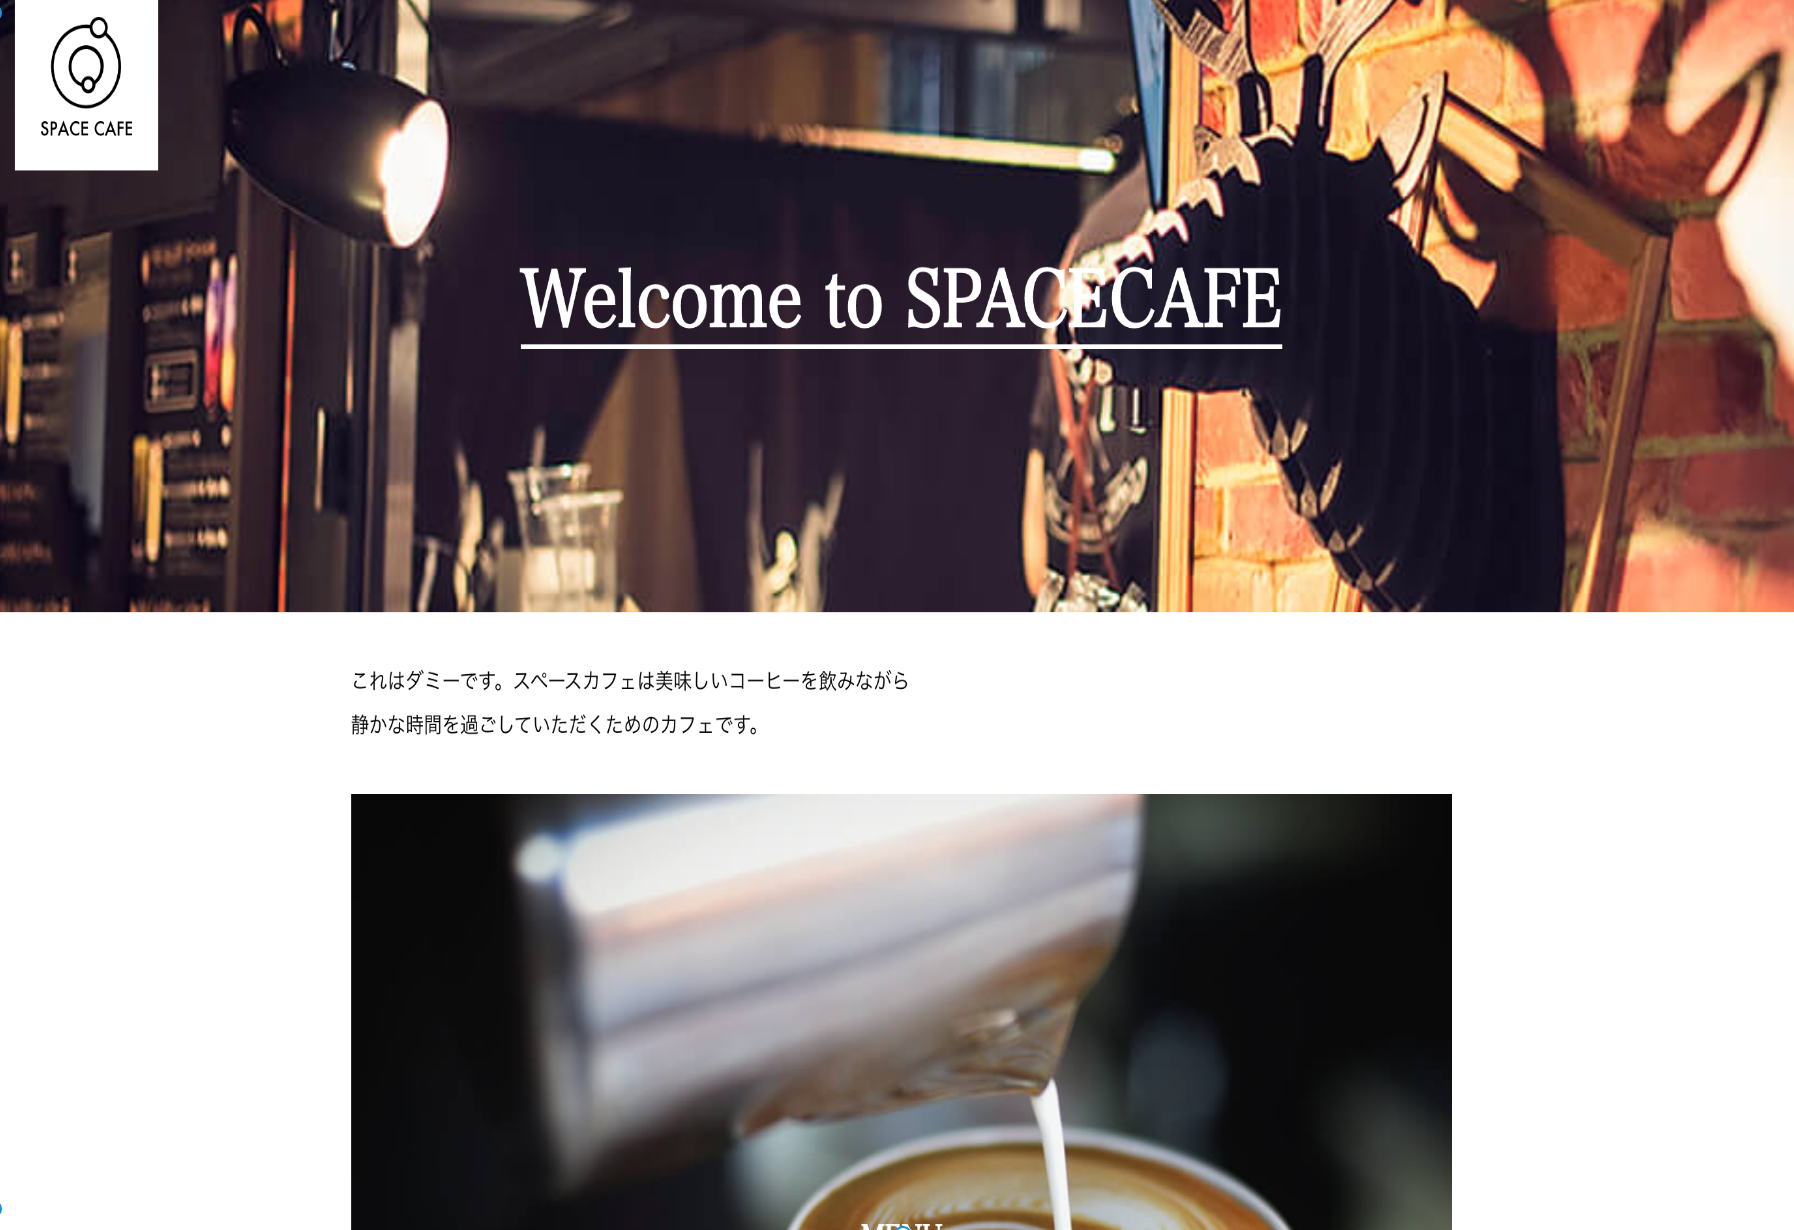 SPACE CAFE
Welcome to SPACECAFE
これはダミーです。スペースカフェは美味しいコーヒーを飲みながら
静かな時間を過ごしていただくためのカフェです。
MENU